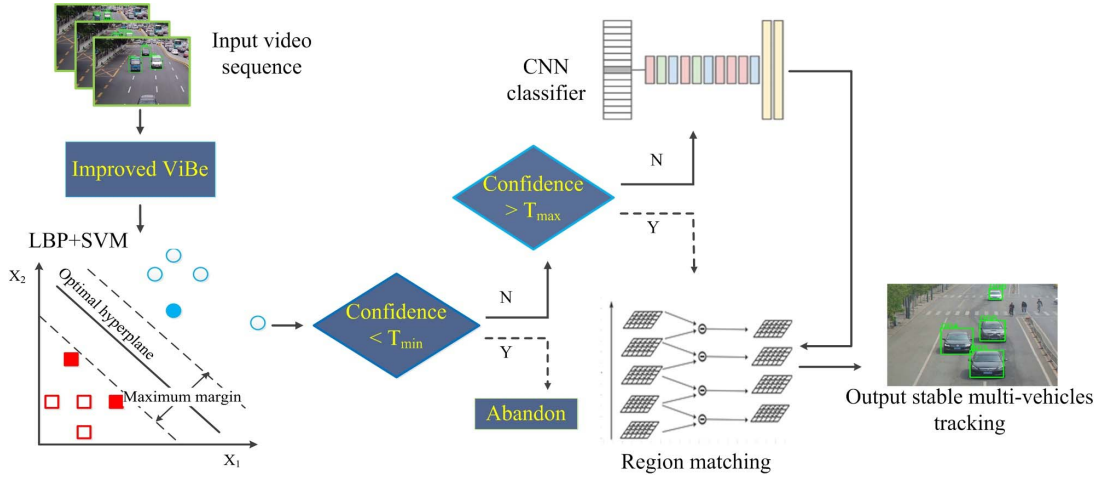 Input video
sequence
Improved ViBe
LBP+SVM
X2
Optimal hyperplane
Maximum margin
X1
Confidence
< Tmin
N
Y
Abandon
Confidence
> Tmax
N
Y
CNN
classifier
Region matching
Output stable multi-vehicles
tracking